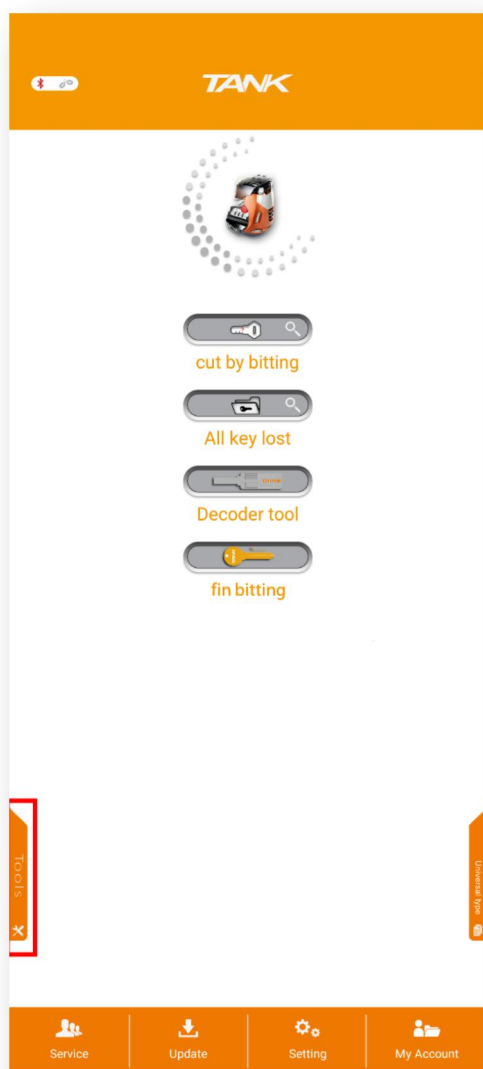 TANK
cut by bitting
All key lost
Decoder tool
fin bitting
Tools
Universal type
Service
Update
Setting
My Account